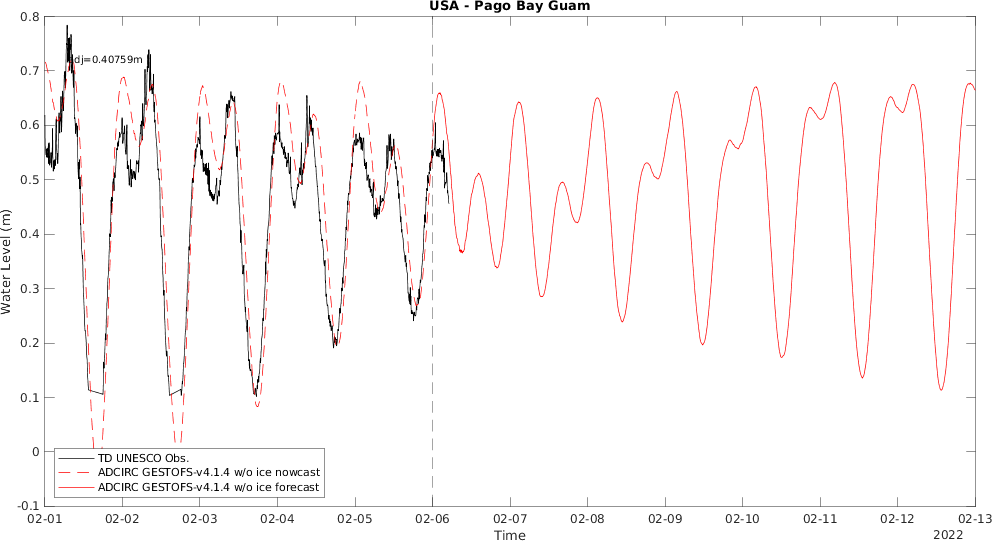 USA - Pago Bay Guam
0.8
dj=0.40759m
0.7
0.6
0.5
0.4
0.3
0.2
0.1
0
-0.1
Water Level (m)
TD UNESCO Obs.
ADCIRC GESTOFS-v4.1.4 w/o ice nowcast
ADCIRC GESTOFS-v4.1.4 w/o ice forecast
02-01 02-02 02-03 02-04 02-05 02-06 02-07 02-08 02-09 02-10 02-11 02-12 02-13
Time
2022